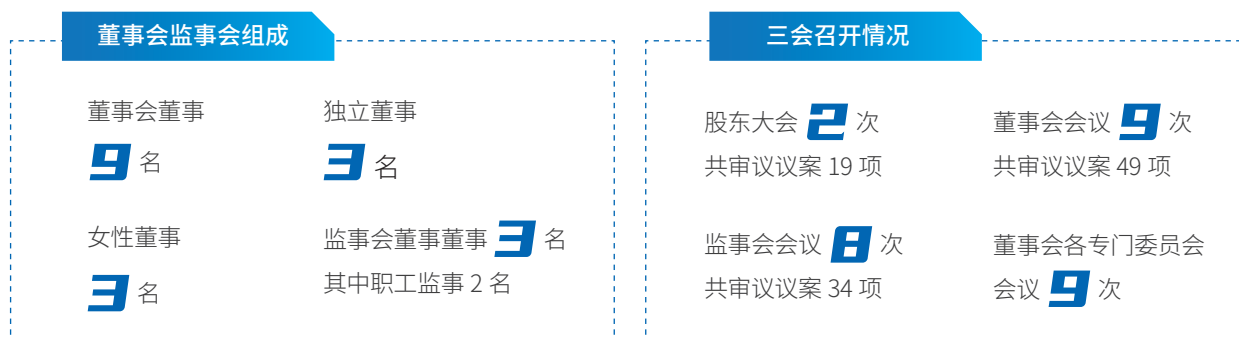 董事会监事会组成
董事会董事
9 名
独立董事
3 名
女性董事
3 名
监事会董事董事 3 名
其中职工监事 2 名
三会召开情况
股东大会 2 次
共审议议案 19 项
董事会会议 9 次
共审议议案 49 项
监事会会议 8 次
共审议议案 34 项
董事会各专门委员会
会议 9 次